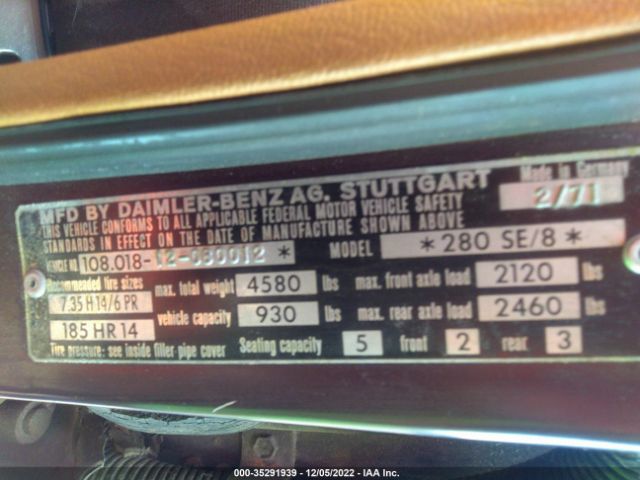 MFD BY DAIMLER-BENZ AG. STUTTGART Made in Germany
THIS VEHICLE CONFORMS TO ALL APPLICABLE FEDERAL MOTOR VEHICLE SAFETY 2/71
STANDARDS IN EFFECT ON THE DATE OF MANUFACTURE SHOWN ABOVE
VEHICLE NO. 108.018-12-080012 * MODEL * 280 SE/8 *
Recommended tire sizes max. total weight 4580 lbs max. front axle load 2120 lbs
7.35 H 14/6 PR
185 HR 14 vehicle capacity 930 lbs max. rear axle load 2460 lbs
Tire pressure: see inside filler pipe cover Seating capacity 5 front 2 rear 3
000-35291939 - 12/05/2022 - IAA Inc.